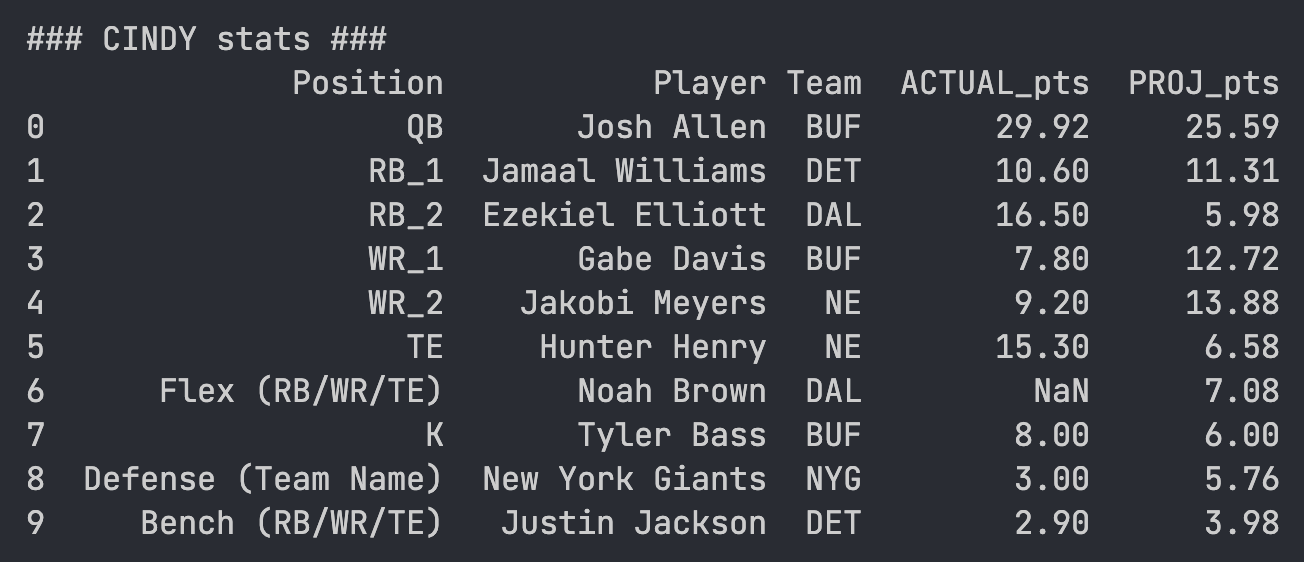 ### CINDY stats ###
Position Player Team ACTUAL_pts PROJ_pts
0 QB Josh Allen BUF 29.92 25.59
1 RB_1 Jamaal Williams DET 10.60 11.31
2 RB_2 Ezekiel Elliott DAL 16.50 5.98
3 WR_1 Gabe Davis BUF 7.80 12.72
4 WR_2 Jakobi Meyers NE 9.20 13.88
5 TE Hunter Henry NE 15.30 6.58
6 Flex (RB/WR/TE) Noah Brown DAL NaN 7.08
7 K Tyler Bass BUF 8.00 6.00
8 Defense (Team Name) New York Giants NYG 3.00 5.76
9 Bench (RB/WR/TE) Justin Jackson DET 2.90 3.98